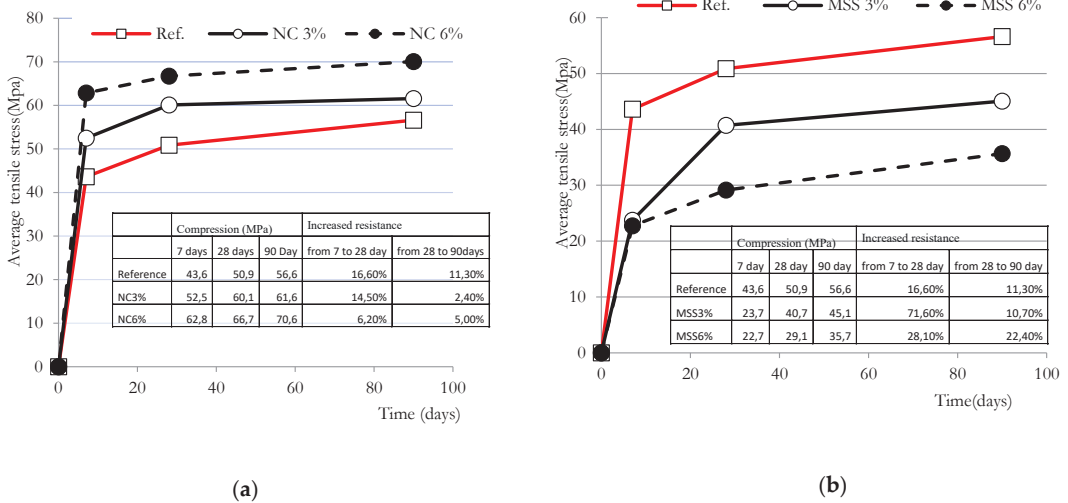 80
70
60
50
40
30
20
10
0
0 20 40 60 80 100
Average tensile stress(Mpa)
Time (days)
Ref. NC 3% NC 6%
Compression (MPa) Increased resistance
7 days 28 days 90 Day from 7 to 28 day from 28 to 90days
Reference 43,6 50,9 56,6 16,60% 11,30%
NC3% 52,5 60,1 61,6 14,50% 2,40%
NC6% 62,8 66,7 70,6 6,20% 5,00%
(a)
Ref. MSS 3% MSS 6%
60
50
40
30
20
10
0
0 20 40 60 80 100
Average tensile stress(Mpa)
Time(days)
Compression (MPa) Increased resistance
7 day 28 day 90 day from 7 to 28 day from 28 to 90 day
Reference 43,6 50,9 56,6 16,60% 11,30%
MSS3% 23,7 40,7 45,1 71,60% 10,70%
MSS6% 22,7 29,1 35,7 28,10% 22,40%
(b)